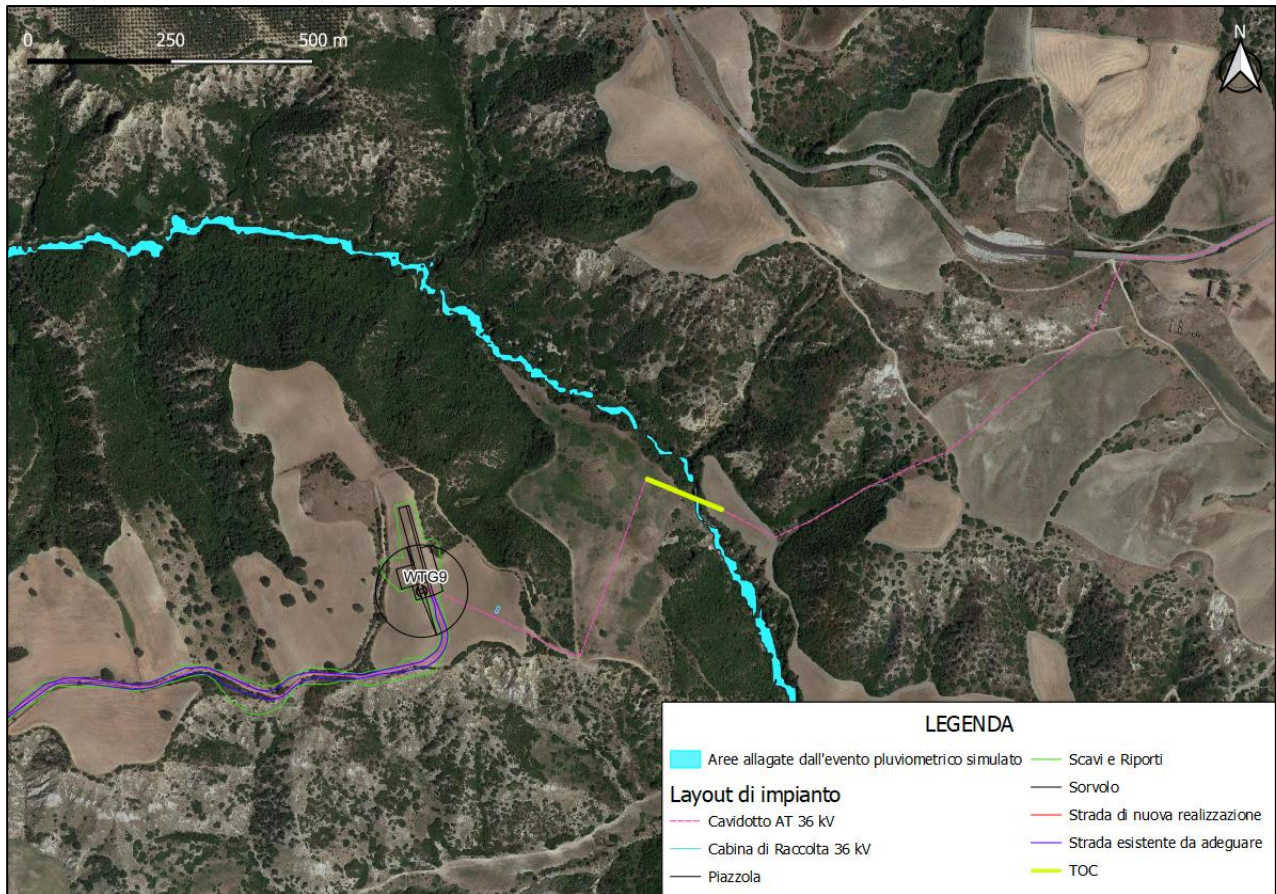 0 250 500 m
N
WTG9
LEGENDA
Aree allagate dall'evento pluviometrico simulato
Layout di impianto
Cavidotto AT 36 kV
Cabina di Raccolta 36 kV
Piazzola
Scavi e Riporti
Sorvolo
Strada di nuova realizzazione
Strada esistente da adeguare
TOC